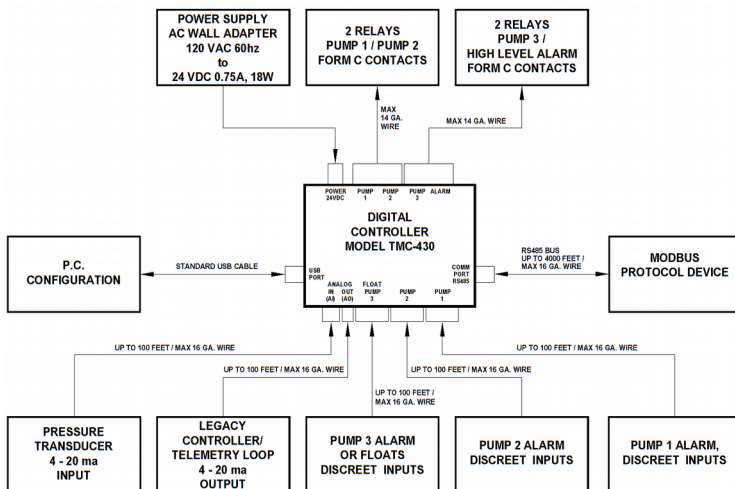 POWER SUPPLY
AC WALL ADAPTER
120 VAC 60hz
to
24 VDC 0.75A, 18W
2 RELAYS
PUMP 1 / PUMP 2
FORM C CONTACTS
2 RELAYS
PUMP 3 /
HIGH LEVEL ALARM
FORM C CONTACTS
MAX
14 GA.
WIRE
MAX 14 GA. WIRE
POWER
24VDC
PUMP
1
PUMP
2
PUMP
3
ALARM
DIGITAL
CONTROLLER
MODEL TMC-430
P.C.
CONFIGURATION
STANDARD USB CABLE
USB
PORT
COMM
PORT
RS485
RS485 BUS
UP TO 4000 FEET /
MAX 16 GA. WIRE
MODBUS
PROTOCOL DEVICE
ANALOG
IN OUT
(AI) (AO)
FLOAT
PUMP
3
PUMP
2
PUMP
1
UP TO 100 FEET / MAX 16 GA. WIRE
UP TO 100 FEET / MAX 16 GA. WIRE
UP TO 100 FEET /
MAX 16 GA. WIRE
UP TO 100 FEET / MAX 16 GA. WIRE
UP TO 100 FEET / MAX 16 GA. WIRE
PRESSURE
TRANSDUCER
4 - 20 ma
INPUT
LEGACY
CONTROLLER/
TELEMETRY LOOP
4 - 20 ma
OUTPUT
PUMP 3 ALARM
OR FLOATS
DISCREET INPUTS
PUMP 2 ALARM
DISCREET INPUTS
PUMP 1 ALARM,
DISCREET INPUTS